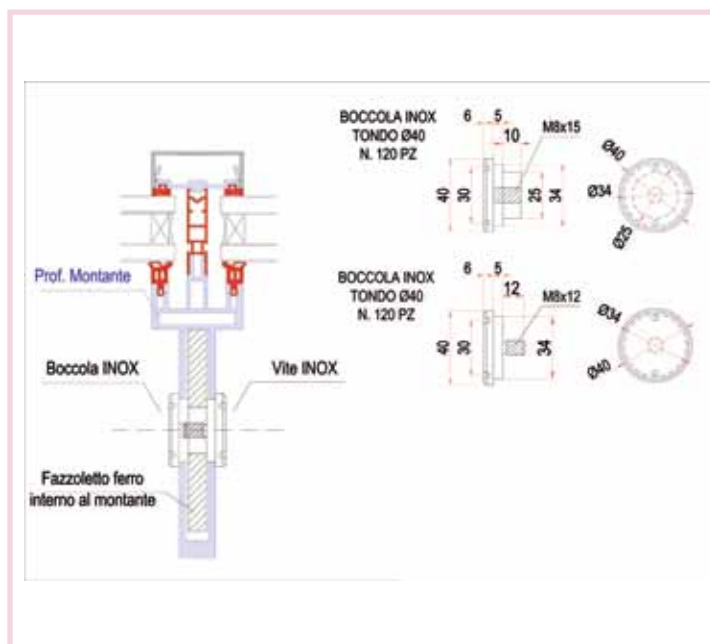 BOCCOLA INOX
TONDO Ø40
N. 120 PZ
6 5
10
M8x15
40
30
25
34
Ø40
Ø34
Ø25
BOCCOLA INOX
TONDO Ø40
N. 120 PZ
6 5
12
M8x12
40
30
34
Ø34
Ø40
Prof. Montante
Boccola INOX
Vite INOX
Fazzoletto ferro
interno al montante